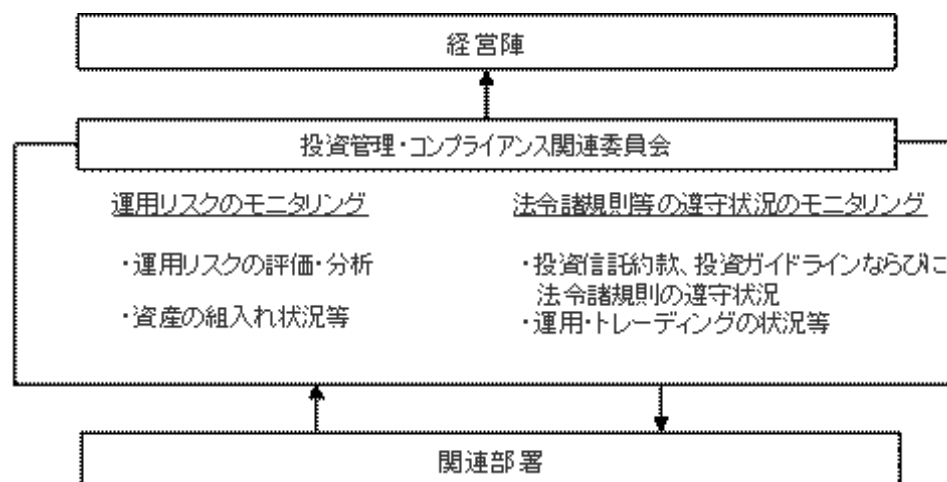 経営陣
投資管理・コンプライアンス関連委員会
運用リスクのモニタリング
・運用リスクの評価・分析
・資産の組入れ状況等
法令諸規則等の遵守状況のモニタリング
・投資信託約款、投資ガイドラインならびに
法令諸規則の遵守状況
・運用・トレーディングの状況等
関連部署